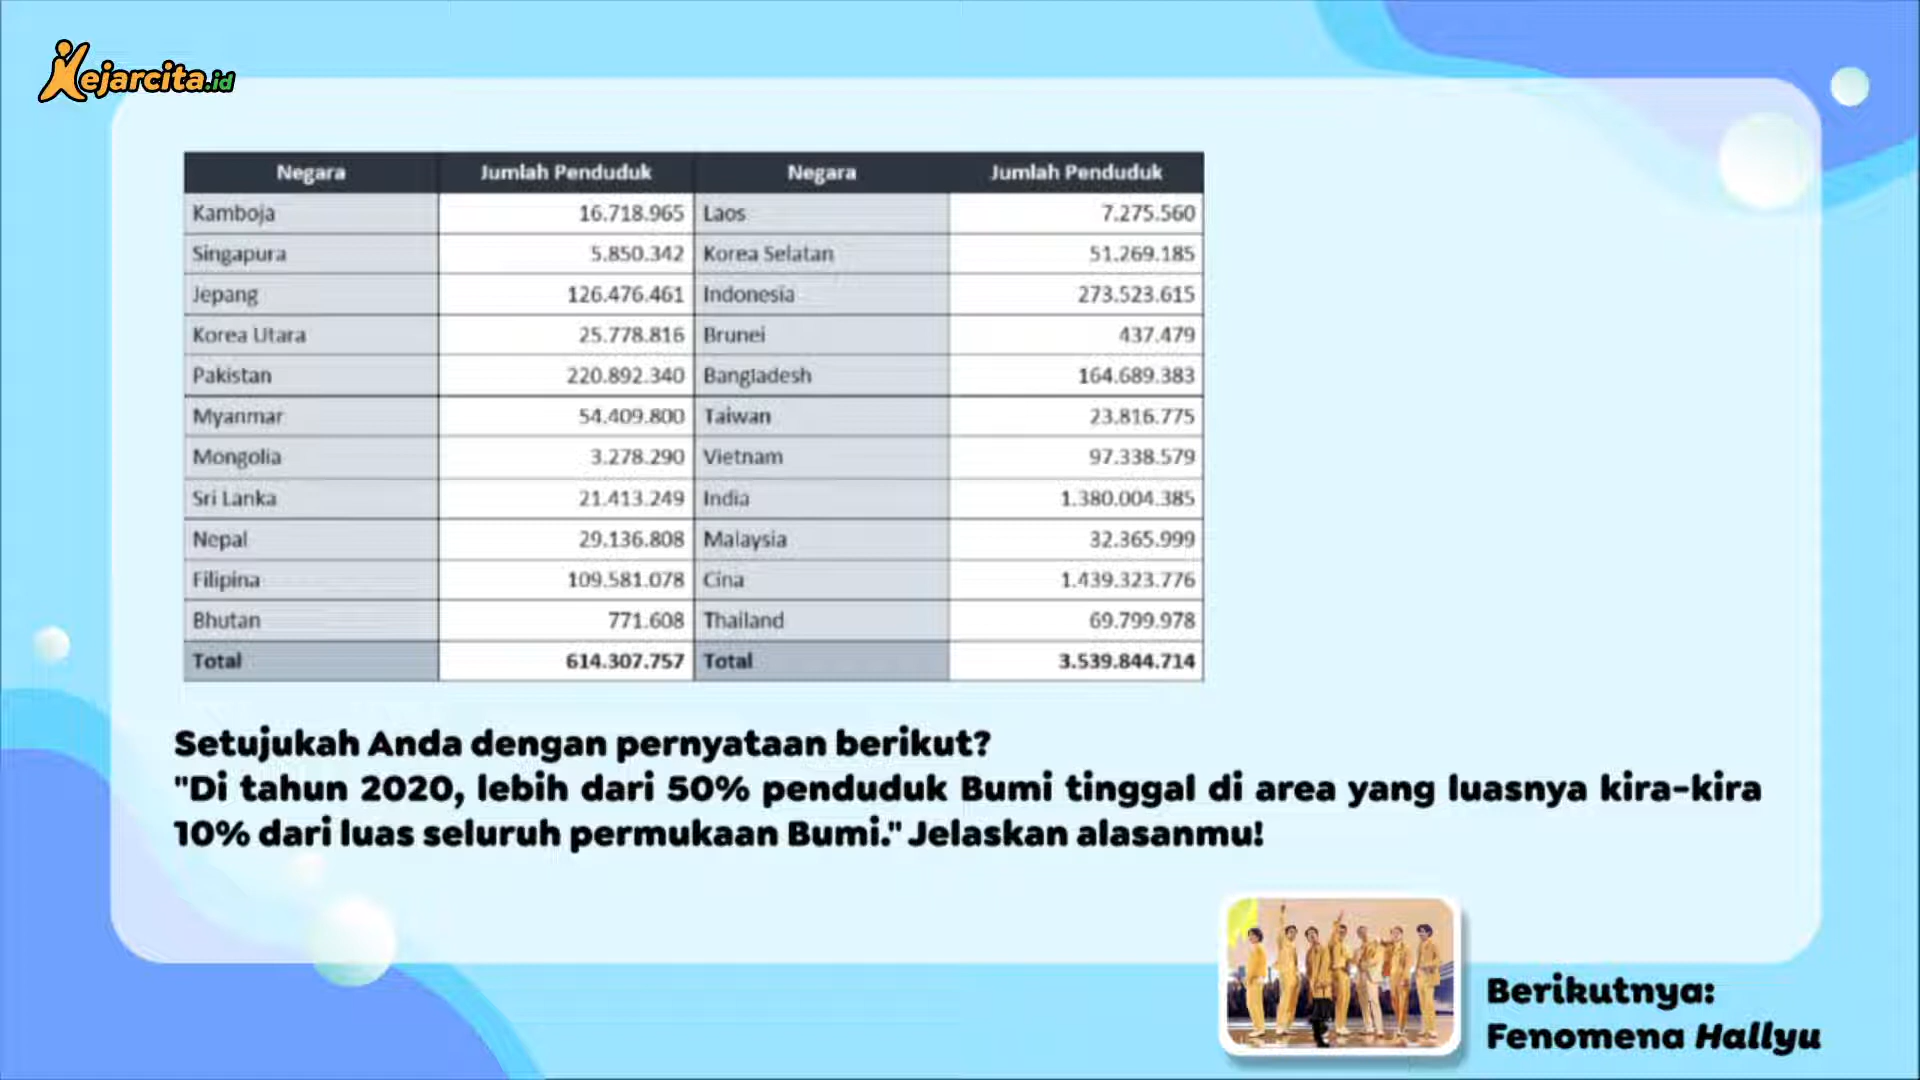 Kejarcita.id
Negara Jumlah Penduduk Negara Jumlah Penduduk
Kamboja 16.718.965 Laos 7.275.560
Singapura 5.850.342 Korea Selatan 51.269.185
Jepang 126.476.461 Indonesia 273.523.615
Korea Utara 25.778.816 Brunei 437.479
Pakistan 220.892.340 Bangladesh 164.689.383
Myanmar 54.409.800 Taiwan 23.816.775
Mongolia 3.278.290 Vietnam 97.338.579
Sri Lanka 21.413.249 India 1.380.004.385
Nepal 29.136.808 Malaysia 32.365.999
Filipina 109.581.078 Cina 1.439.323.776
Bhutan 771.608 Thailand 69.799.978
Total 614.307.757 Total 3.539.844.714
Setujukah Anda dengan pernyataan berikut?
"Di tahun 2020, lebih dari 50% penduduk Bumi tinggal di area yang luasnya kira-kira
10% dari luas seluruh permukaan Bumi." Jelaskan alasanmu!
Berikutnya:
Fenomena Hallyu